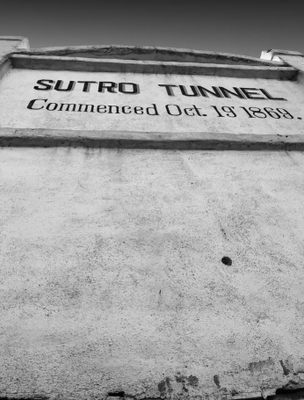 SUTRO TUNNEL
Commenced Oct. 19 1869.